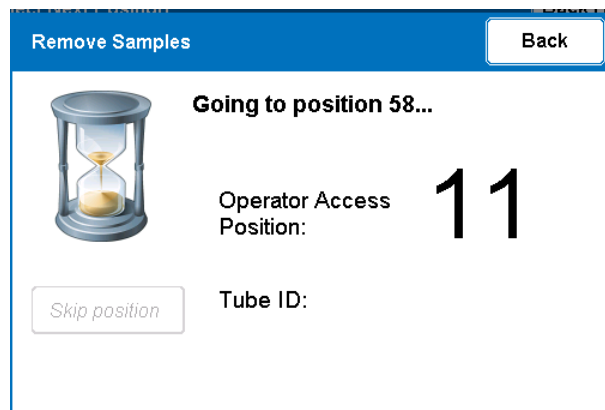 Remove Samples
Back
Going to position 58...
Operator Access
Position:
11
Skip position
Tube ID: